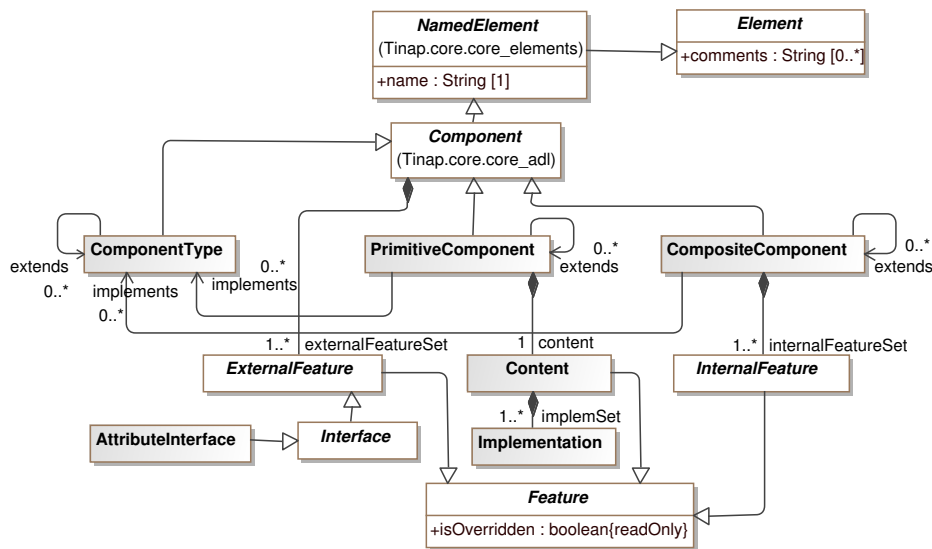 NamedElement
(Tinap.core.core_elements)
+name : String [1]
Element
+comments : String [0..*]
Component
(Tinap.core.core_adl)
ComponentType
extends
0..*
PrimitiveComponent
0..*
extends
CompositeComponent
0..*
extends
implements
0..*
0..*
implements
1..* externalFeatureSet
1 content
1..* internalFeatureSet
ExternalFeature
Content
InternalFeature
1..* implemSet
AttributeInterface
Interface
Implementation
Feature
+isOverridden : boolean{readOnly}